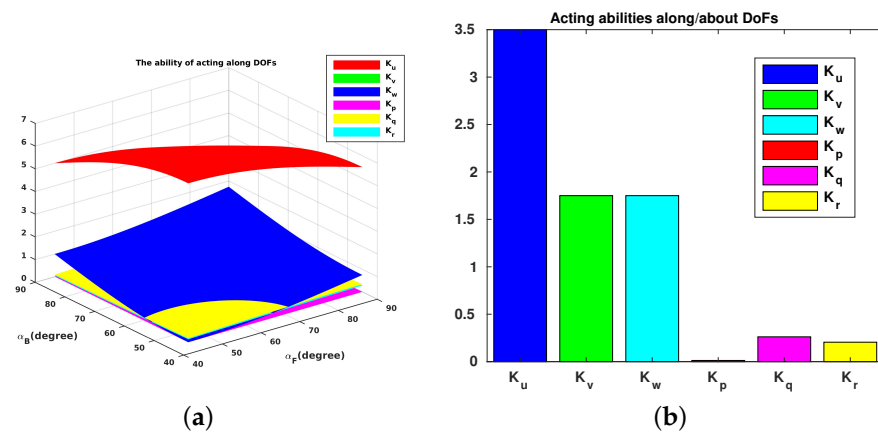 The ability of acting along DOFs
K_u
K_v
K_w
K_p
K_q
K_r
7
6
5
4
3
2
1
0
90
80
70
60
50
40
α_B(degree)
40
50
60
70
80
90
α_F(degree)
(a)
Acting abilities along/about DoFs
3.5
3
2.5
2
1.5
1
0.5
0
K_u
K_v
K_w
K_p
K_q
K_r
K_u K_v K_w K_p K_q K_r
(b)